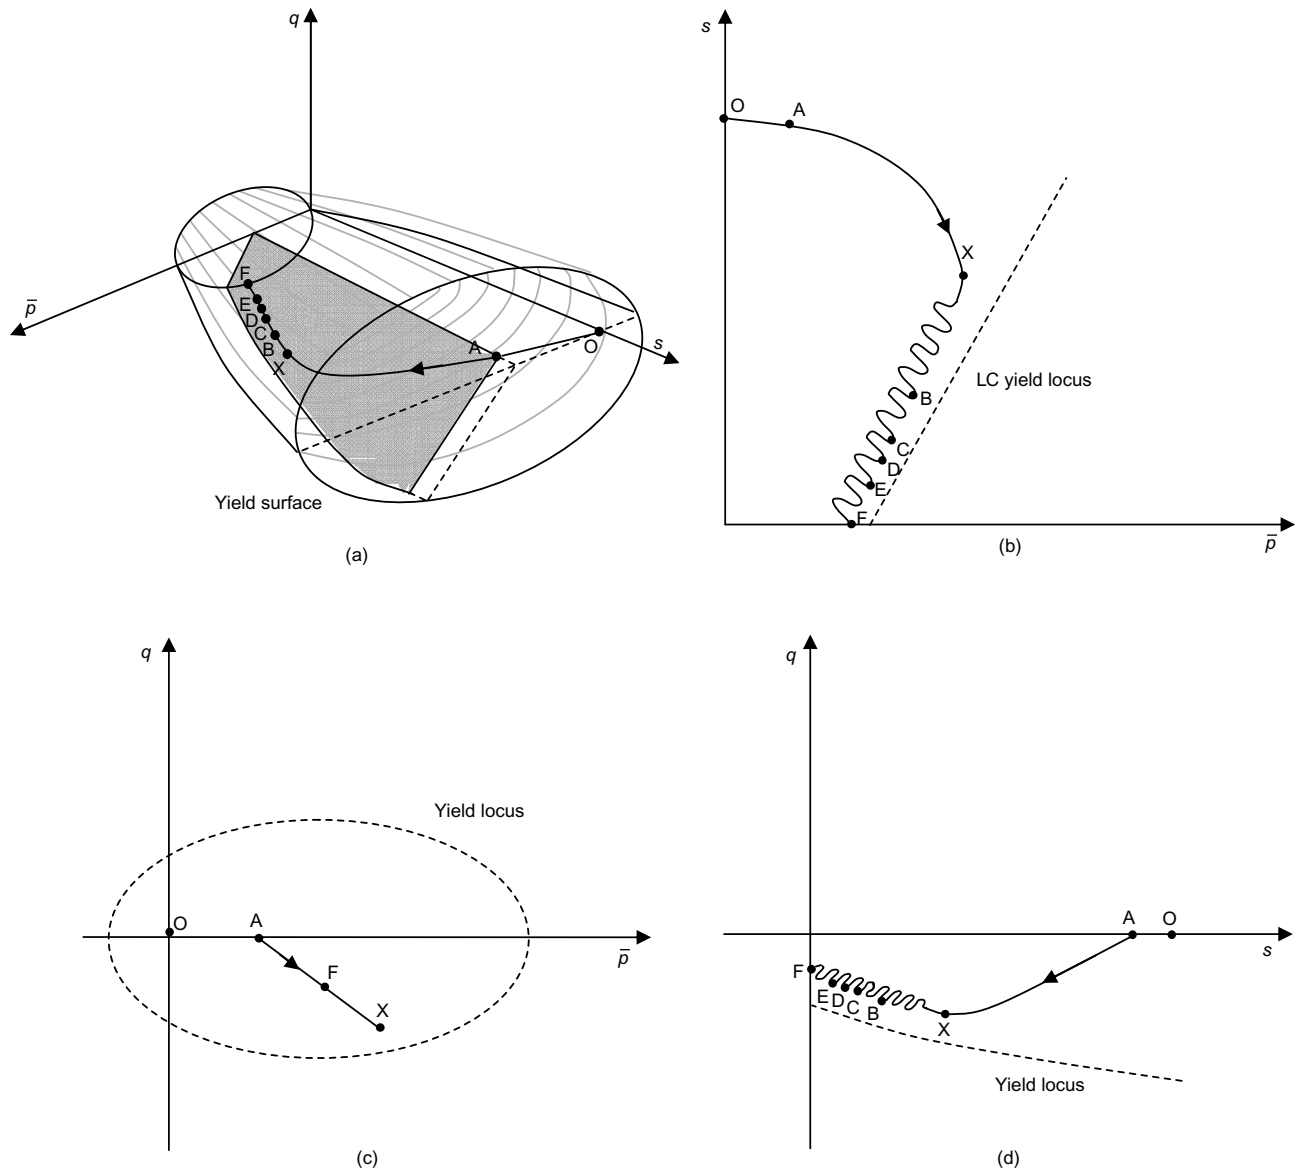 q
p̅
s
F
E
D
C
B
X
A
O
Yield surface
(a)
s
O
A
X
LC yield locus
B
C
D
E
F
p̅
(b)
q
Yield locus
O
A
F
X
p̅
(c)
q
A
O
s
F
E
D
C
B
X
Yield locus
(d)